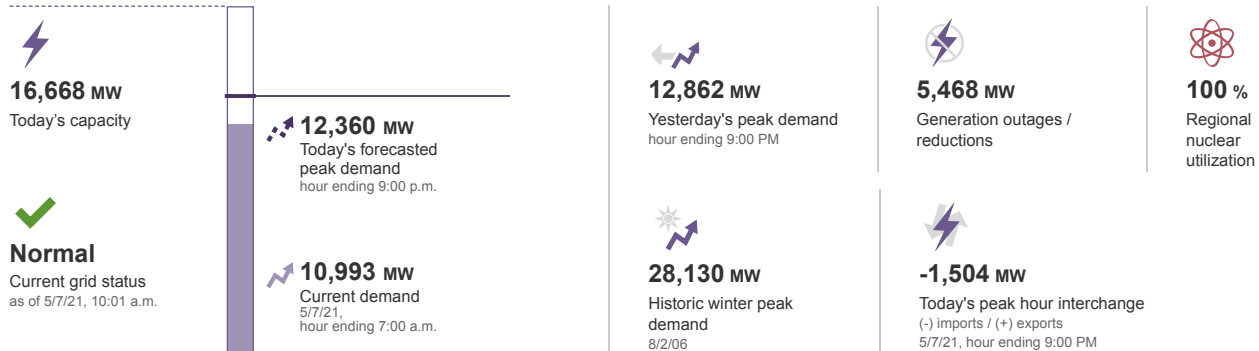 16,668 MW
Today's capacity
Normal
Current grid status
as of 5/7/21, 10:01 a.m.
12,360 MW
Today's forecasted
peak demand
hour ending 9:00 p.m.
10,993 MW
Current demand
5/7/21,
hour ending 7:00 a.m.
12,862 MW
Yesterday's peak demand
hour ending 9:00 PM
5,468 MW
Generation outages /
reductions
100 %
Regional
nuclear
utilization
28,130 MW
Historic winter peak
demand
8/2/06
-1,504 MW
Today's peak hour interchange
(-) imports / (+) exports
5/7/21, hour ending 9:00 PM